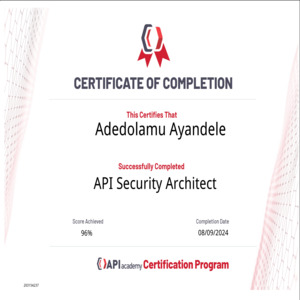 CERTIFICATE OF COMPLETION
This Certifies That
Adedolamu Ayandele
Successfully Completed
API Security Architect
Score Achieved
Completion Date
96%
08/09/2024
API academy Certification Program